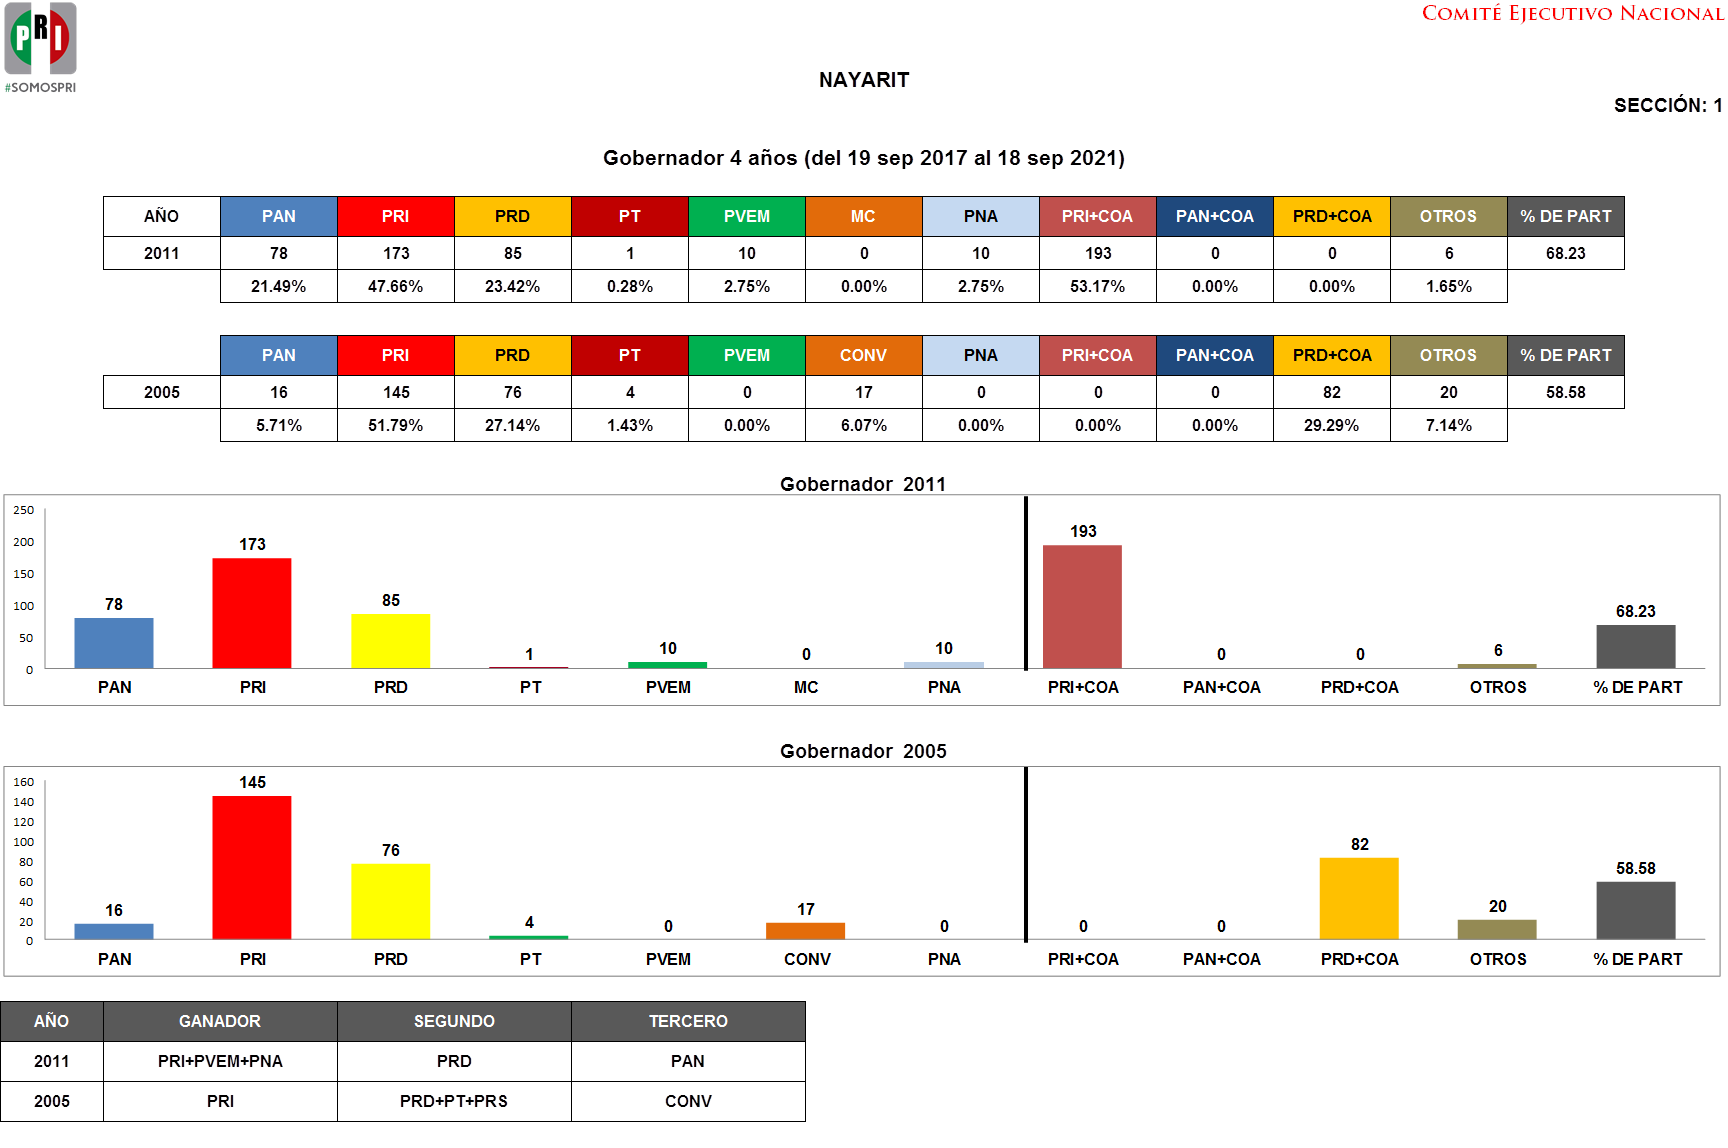 PRI
#SOMOSPRI
COMITÉ EJECUTIVO NACIONAL
NAYARIT
SECCIÓN: 1
Gobernador 4 años (del 19 sep 2017 al 18 sep 2021)
AÑO PAN PRI PRD PT PVEM MC PNA PRI+COA PAN+COA PRD+COA OTROS % DE PART
2011 78 173 85 1 10 0 10 193 0 0 6 68.23
21.49% 47.66% 23.42% 0.28% 2.75% 0.00% 2.75% 53.17% 0.00% 0.00% 1.65%
PAN PRI PRD PT PVEM CONV PNA PRI+COA PAN+COA PRD+COA OTROS % DE PART
2005 16 145 76 4 0 17 0 0 0 82 20 58.58
5.71% 51.79% 27.14% 1.43% 0.00% 6.07% 0.00% 0.00% 0.00% 29.29% 7.14%
Gobernador 2011
250
200
150
100
50
0
78 173 85 1 10 0 10 193 0 0 6 68.23
PAN PRI PRD PT PVEM MC PNA PRI+COA PAN+COA PRD+COA OTROS % DE PART
Gobernador 2005
160
140
120
100
80
60
40
20
0
16 145 76 4 0 17 0 0 0 82 20 58.58
PAN PRI PRD PT PVEM CONV PNA PRI+COA PAN+COA PRD+COA OTROS % DE PART
AÑO GANADOR SEGUNDO TERCERO
2011 PRI+PVEM+PNA PRD PAN
2005 PRI PRD+PT+PRS CONV